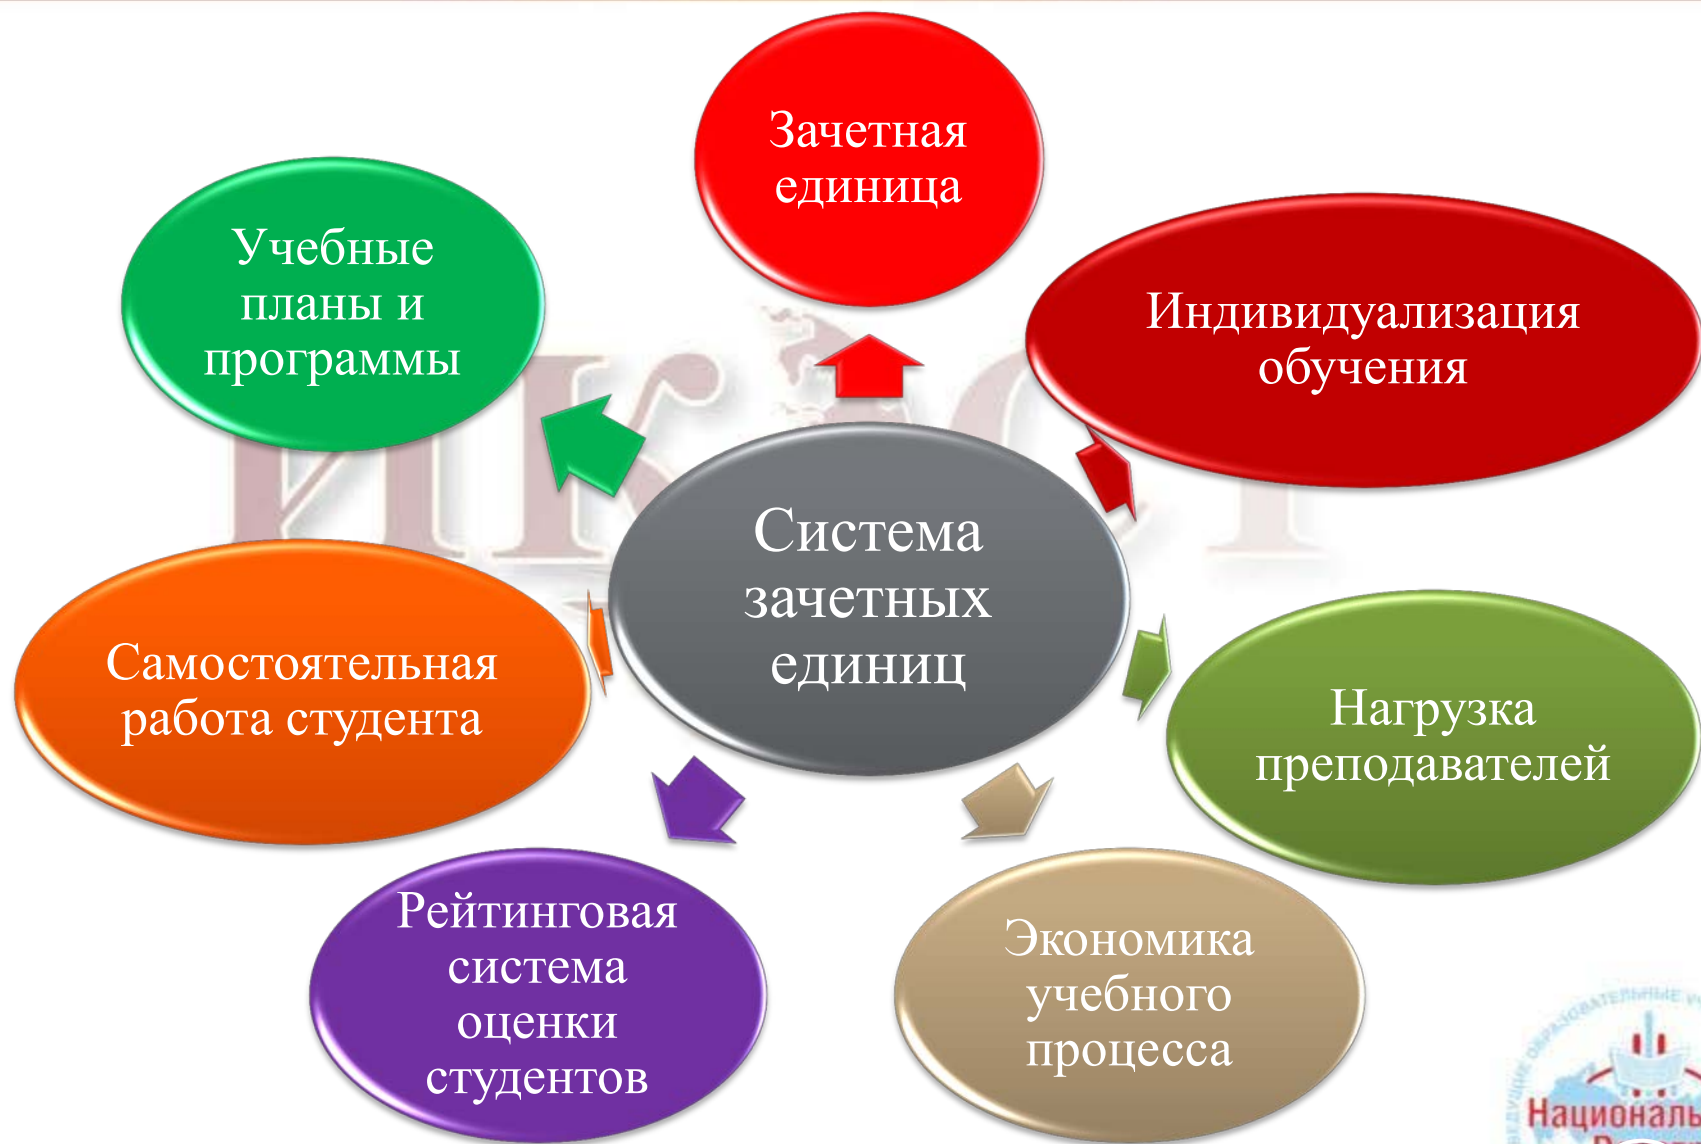 Зачетная
единица
Учебные
планы и
программы
Индивидуализация
обучения
Система
зачетных
единиц
Самостоятельная
работа студента
Нагрузка
преподавателей
Рейтинговая
система
оценки
студентов
Экономика
учебного
процесса